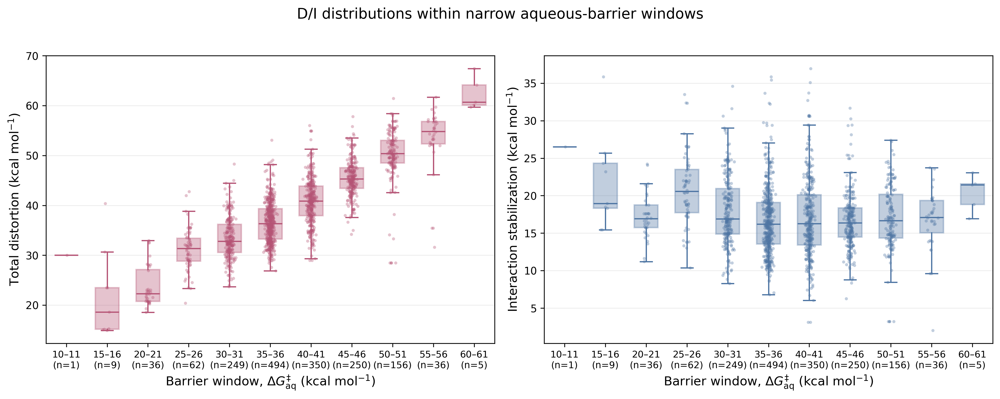 D/I distributions within narrow aqueous-barrier windows
Total distortion (kcal mol⁻¹)
70
60
50
40
30
20
10–11 15–16 20–21 25–26 30–31 35–36 40–41 45–46 50–51 55–56 60–61
(n=1) (n=9) (n=36) (n=62) (n=249) (n=494) (n=350) (n=250) (n=156) (n=36) (n=5)
Barrier window, ΔG‡aq (kcal mol⁻¹)
Interaction stabilization (kcal mol⁻¹)
35
30
25
20
15
10
5
10–11 15–16 20–21 25–26 30–31 35–36 40–41 45–46 50–51 55–56 60–61
(n=1) (n=9) (n=36) (n=62) (n=249) (n=494) (n=350) (n=250) (n=156) (n=36) (n=5)
Barrier window, ΔG‡aq (kcal mol⁻¹)